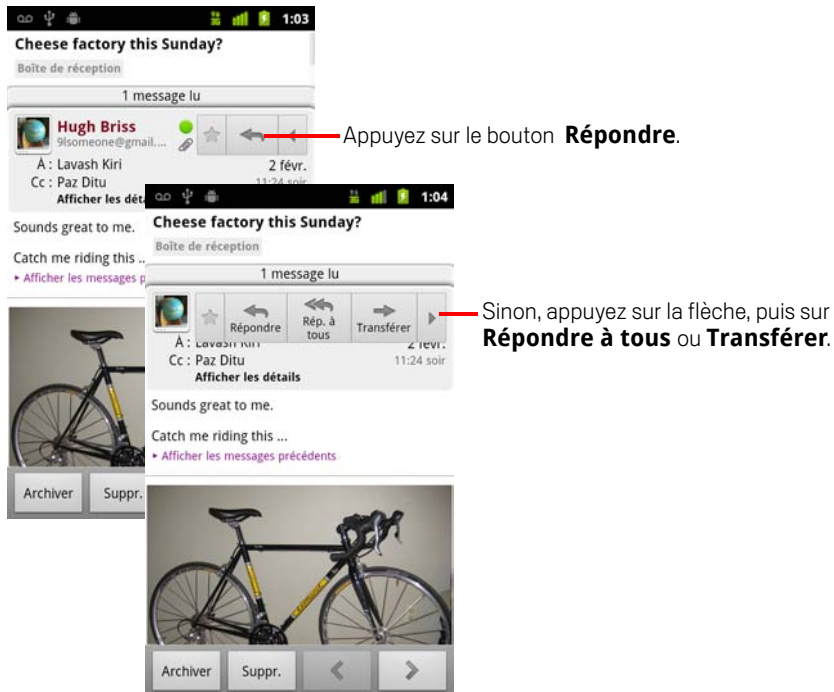 1:03
Cheese factory this Sunday?
Boîte de réception
1 message lu
Hugh Briss
9lsomeone@gmail....
À : Lavash Kiri
2 févr.
Cc : Paz Ditu
11:24 soir
Afficher les déta
Sounds great to me.
Catch me riding this ..
▸ Afficher les messages p
Archiver
Suppr.
Appuyez sur le bouton Répondre.
3G
1:04
Cheese factory this Sunday?
Boîte de réception
1 message lu
Répondre
Rép. à
tous
Transférer
À : Lavash Kiri
2 févr.
Cc : Paz Ditu
11:24 soir
Afficher les détails
Sounds great to me.
Catch me riding this ...
▸ Afficher les messages précédents
Archiver
Suppr.
Sinon, appuyez sur la flèche, puis sur
Répondre à tous ou Transférer.